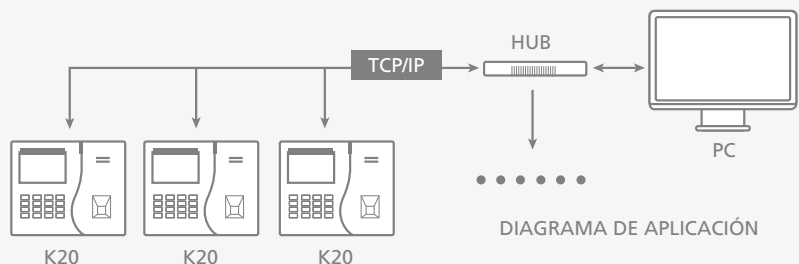 HUB
TCP/IP
PC
DIAGRAMA DE APLICACIÓN
K20
K20
K20